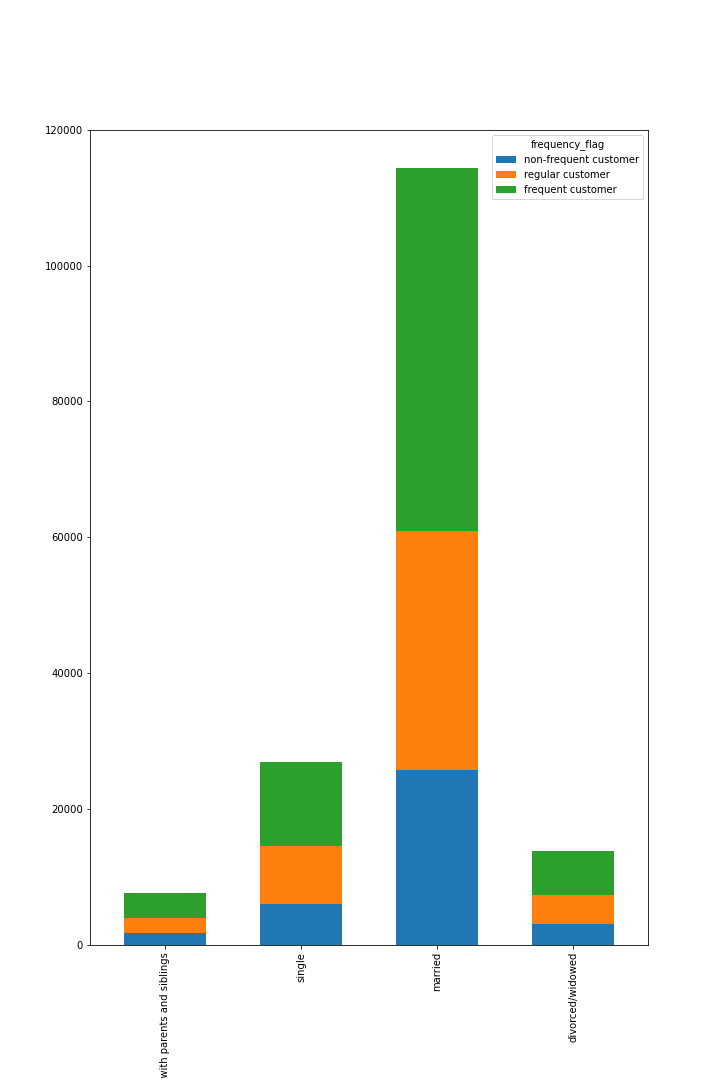 120000
100000
80000
60000
40000
20000
0
frequency_flag
non-frequent customer
regular customer
frequent customer
with parents and siblings
single
married
divorced/widowed